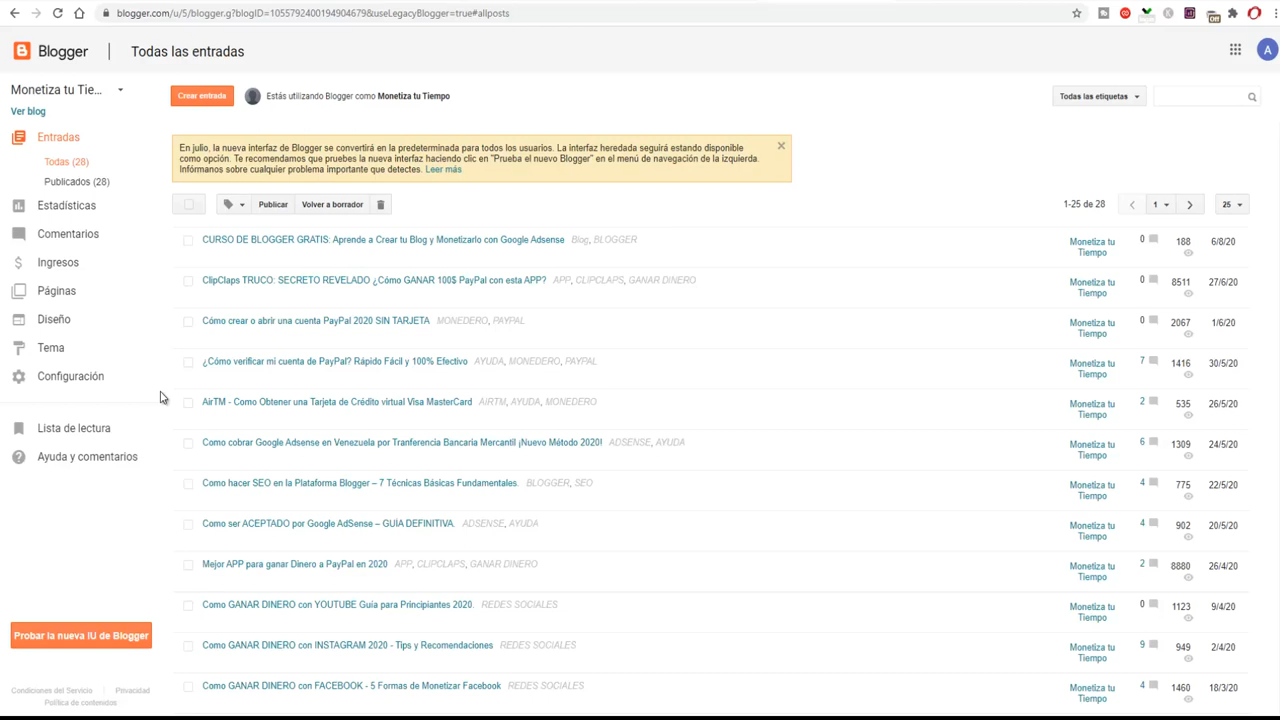 blogger.com/u/5/blogger.g?blogID=1055792400194904679&useLegacyBlogger=true#allposts
Off
Blogger
Todas las entradas
A
Monetiza tu Tie...
Ver blog
Crear entrada
Estás utilizando Blogger como Monetiza tu Tiempo
Todas las etiquetas
Entradas
Todas (28)
Publicados (28)
Estadísticas
Comentarios
Ingresos
Páginas
Diseño
Tema
Configuración
Lista de lectura
Ayuda y comentarios
Probar la nueva IU de Blogger
Condiciones del Servicio
Privacidad
Política de contenidos
En julio, la nueva interfaz de Blogger se convertirá en la predeterminada para todos los usuarios. La interfaz heredada seguirá estando disponible
como opción. Te recomendamos que pruebes la nueva interfaz haciendo clic en "Prueba el nuevo Blogger" en el menú de navegación de la izquierda.
Infórmanos sobre cualquier problema importante que detectes. Leer más
Publicar
Volver a borrador
1-25 de 28
1
25
CURSO DE BLOGGER GRATIS: Aprende a Crear tu Blog y Monetizarlo con Google Adsense Blog, BLOGGER
Monetiza tu
Tiempo
0
188
6/8/20
ClipClaps TRUCO: SECRETO REVELADO ¿Cómo GANAR 100$ PayPal con esta APP? APP, CLIPCLAPS, GANAR DINERO
Monetiza tu
Tiempo
0
8511
27/6/20
Cómo crear o abrir una cuenta PayPal 2020 SIN TARJETA MONEDERO, PAYPAL
Monetiza tu
Tiempo
0
2067
1/6/20
¿Cómo verificar mi cuenta de PayPal? Rápido Fácil y 100% Efectivo AYUDA, MONEDERO, PAYPAL
Monetiza tu
Tiempo
7
1416
30/5/20
AirTM - Como Obtener una Tarjeta de Crédito virtual Visa MasterCard AIRTM, AYUDA, MONEDERO
Monetiza tu
Tiempo
2
535
26/5/20
Como cobrar Google Adsense en Venezuela por Tranferencia Bancaria Mercantil ¡Nuevo Método 2020! ADSENSE, AYUDA
Monetiza tu
Tiempo
6
1309
24/5/20
Como hacer SEO en la Plataforma Blogger – 7 Técnicas Básicas Fundamentales. BLOGGER, SEO
Monetiza tu
Tiempo
4
775
22/5/20
Como ser ACEPTADO por Google AdSense – GUÍA DEFINITIVA. ADSENSE, AYUDA
Monetiza tu
Tiempo
4
902
20/5/20
Mejor APP para ganar Dinero a PayPal en 2020 APP, CLIPCLAPS, GANAR DINERO
Monetiza tu
Tiempo
2
8880
26/4/20
Como GANAR DINERO con YOUTUBE Guía para Principiantes 2020. REDES SOCIALES
Monetiza tu
Tiempo
0
1123
9/4/20
Como GANAR DINERO con INSTAGRAM 2020 - Tips y Recomendaciones REDES SOCIALES
Monetiza tu
Tiempo
9
949
2/4/20
Como GANAR DINERO con FACEBOOK - 5 Formas de Monetizar Facebook REDES SOCIALES
Monetiza tu
Tiempo
4
1460
18/3/20